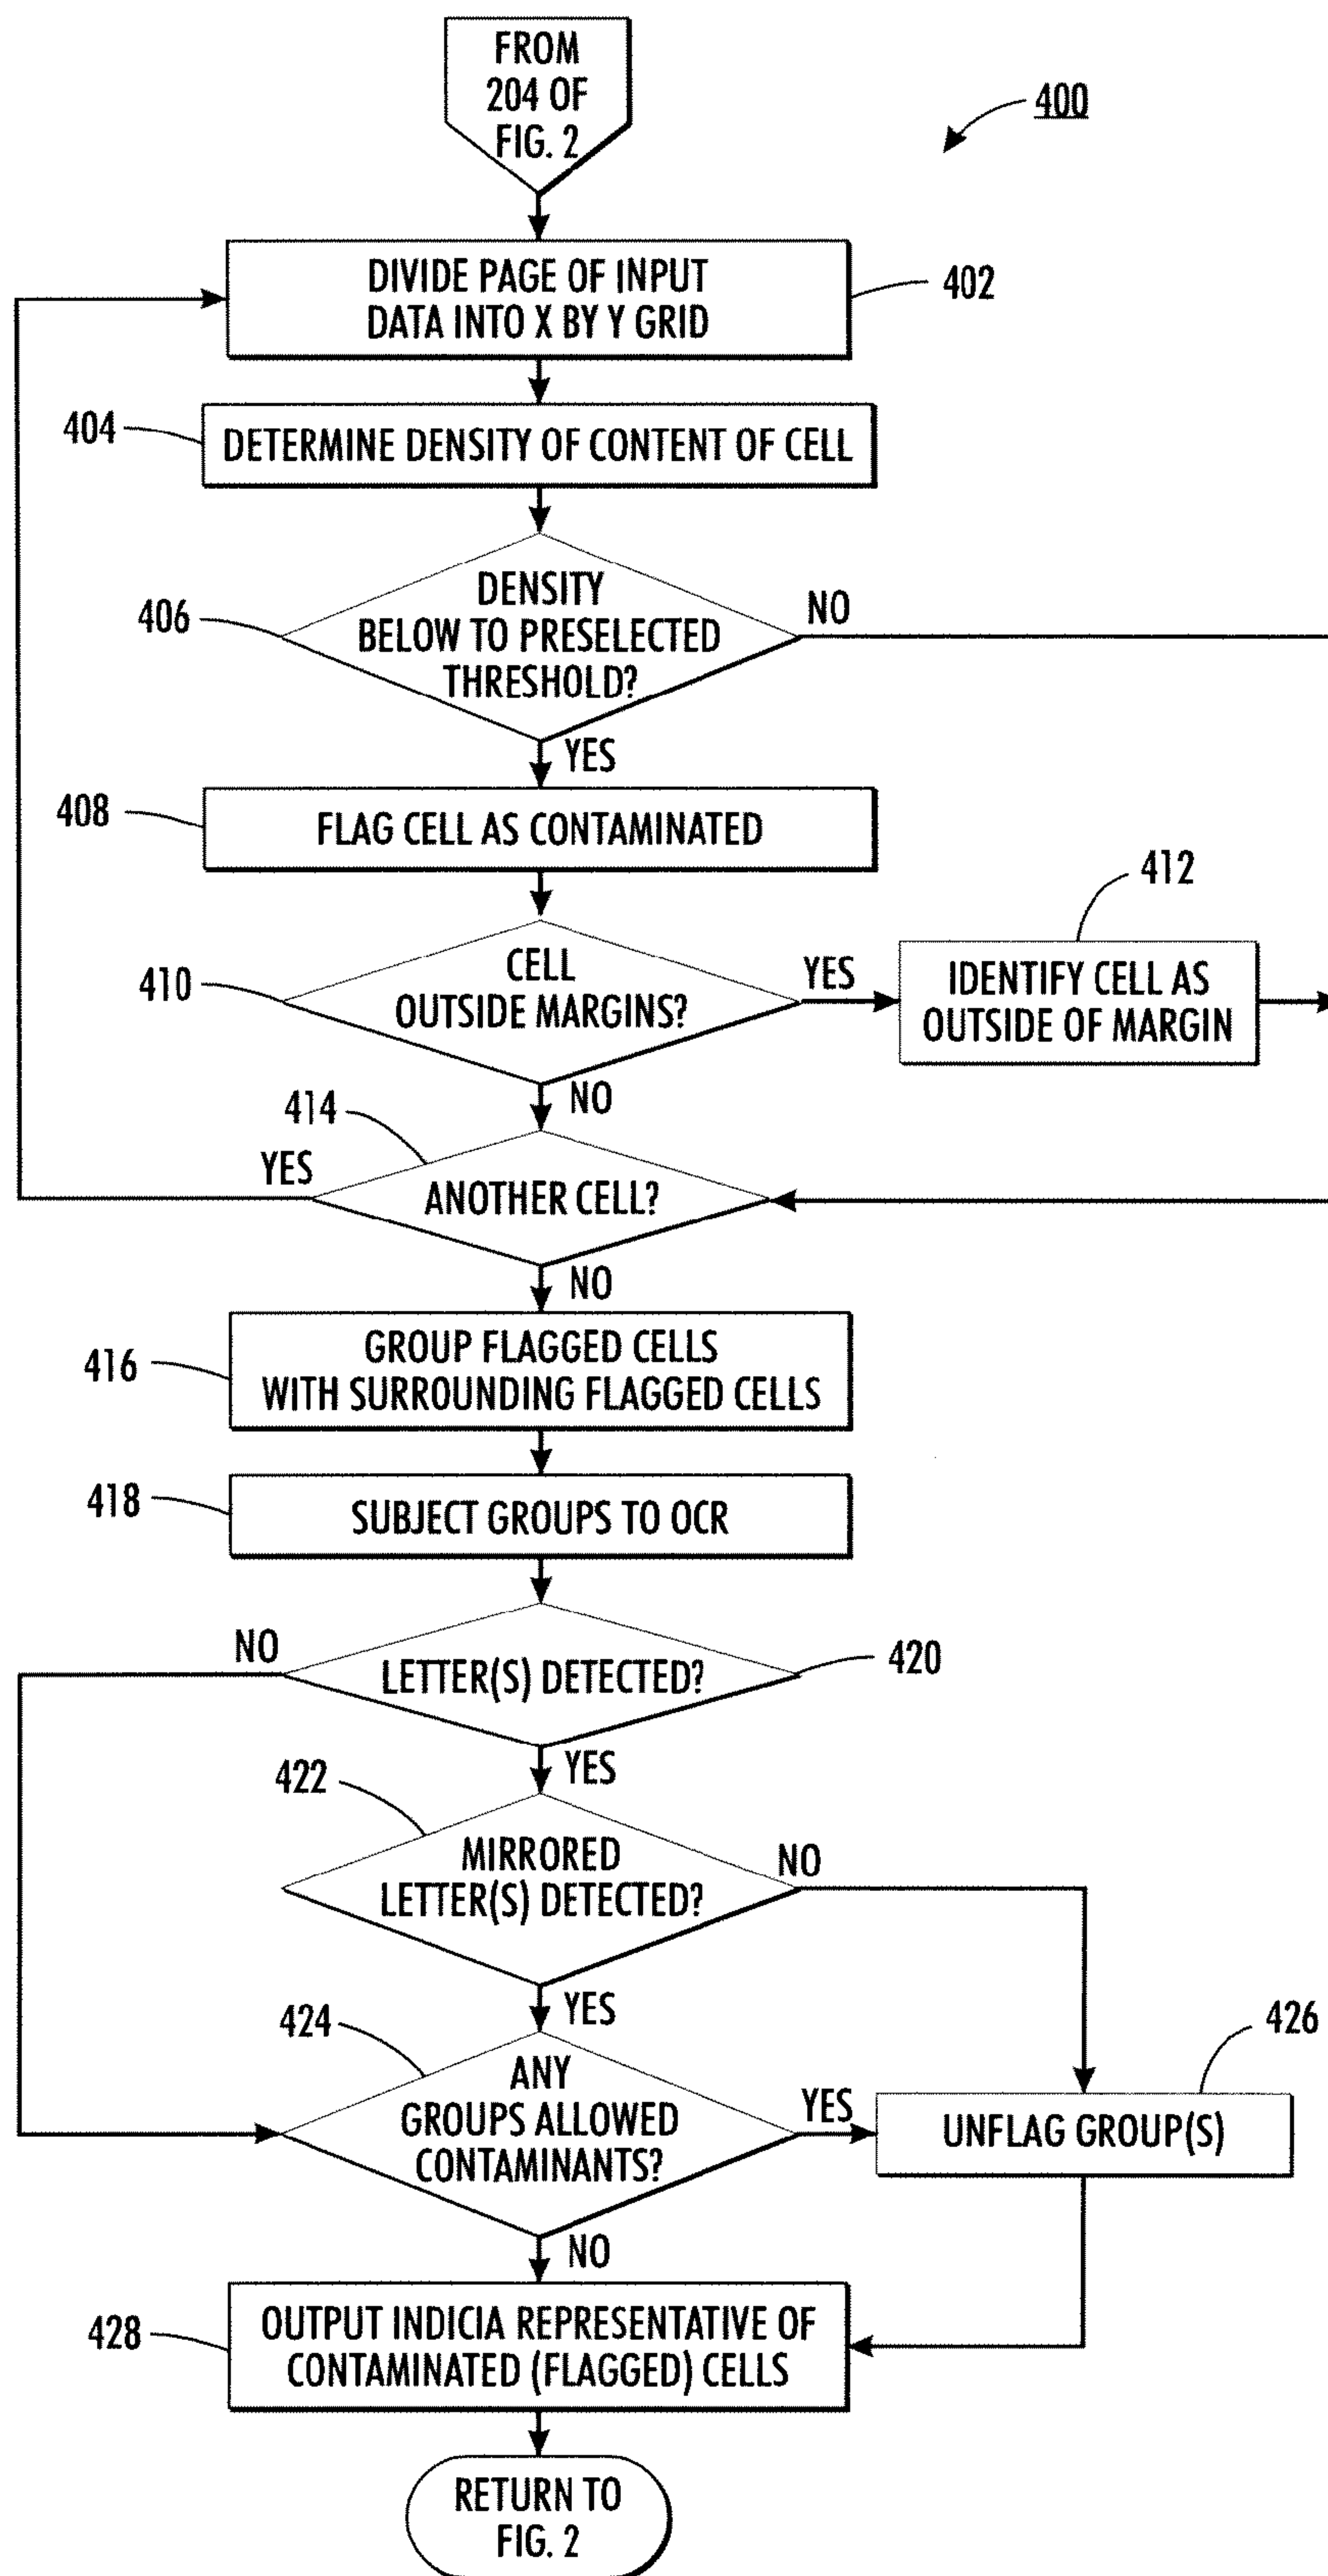 FROM
204 OF
FIG. 2
400
DIVIDE PAGE OF INPUT
DATA INTO X BY Y GRID
402
404
DETERMINE DENSITY OF CONTENT OF CELL
406
DENSITY
BELOW TO PRESELECTED
THRESHOLD?
NO
YES
408
FLAG CELL AS CONTAMINATED
412
410
CELL
OUTSIDE MARGINS?
YES
IDENTIFY CELL AS
OUTSIDE OF MARGIN
NO
414
YES
ANOTHER CELL?
NO
416
GROUP FLAGGED CELLS
WITH SURROUNDING FLAGGED CELLS
418
SUBJECT GROUPS TO OCR
NO
LETTER(S) DETECTED?
420
YES
422
MIRRORED
LETTER(S) DETECTED?
NO
YES
424
ANY
GROUPS ALLOWED
CONTAMINANTS?
YES
426
UNFLAG GROUP(S)
NO
428
OUTPUT INDICIA REPRESENTATIVE OF
CONTAMINATED (FLAGGED) CELLS
RETURN TO
FIG. 2